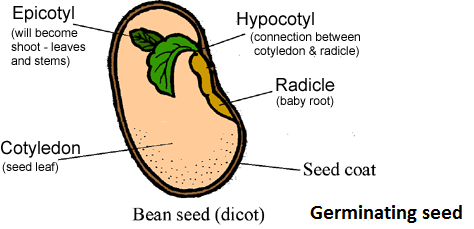 Epicotyl
(will become
shoot - leaves
and stems)
Hypocotyl
(connection between
cotyledon & radicle)
Radicle
(baby root)
Cotyledon
(seed leaf)
Seed coat
Bean seed (dicot)
Germinating seed